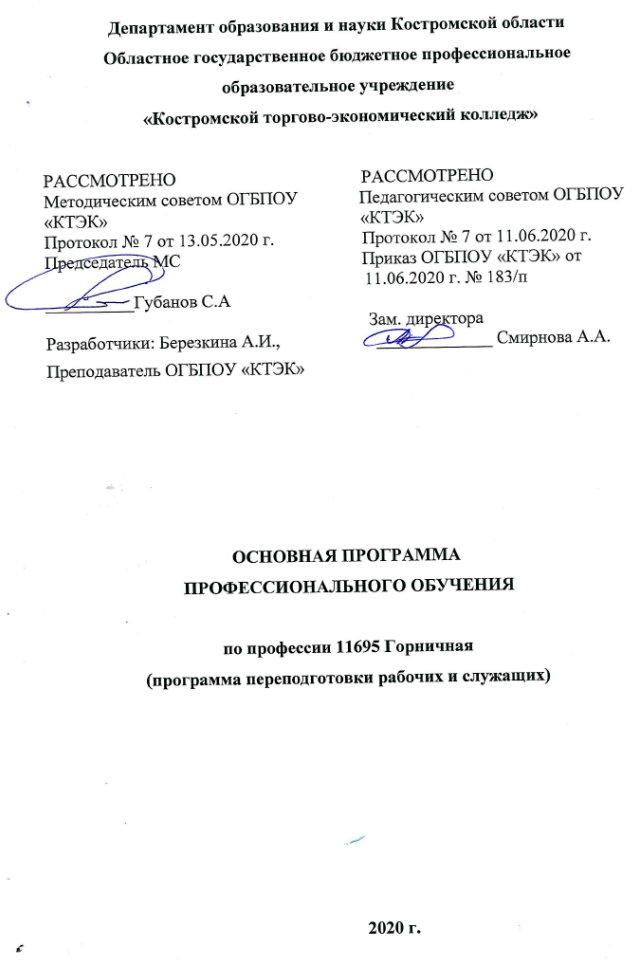 Департамент образования и науки Костромской области
Областное государственное бюджетное профессиональное
образовательное учреждение
«Костромской торгово-экономический колледж»
РАССМОТРЕНО
Методическим советом ОГБПОУ
«КТЭК»
Протокол № 7 от 13.05.2020 г.
Председатель МС
____________Губанов С.А
Разработчики: Березкина А.И.,
Преподаватель ОГБПОУ «КТЭК»
РАССМОТРЕНО
Педагогическим советом ОГБПОУ
«КТЭК»
Протокол № 7 от 11.06.2020 г.
Приказ ОГБПОУ «КТЭК» от
11.06.2020 г. № 183/п
Зам. директора
_____________ Смирнова А.А.
ОСНОВНАЯ ПРОГРАММА
ПРОФЕССИОНАЛЬНОГО ОБУЧЕНИЯ
по профессии 11695 Горничная
(программа переподготовки рабочих и служащих)
2020 г.